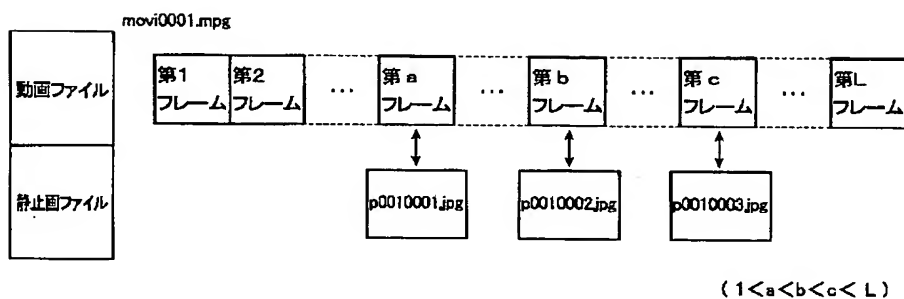 movi0001.mpg
動画ファイル
第1
フレーム
第2
フレーム
…
第a
フレーム
…
第b
フレーム
…
第c
フレーム
…
第L
フレーム
静止画ファイル
p0010001.jpg
p0010002.jpg
p0010003.jpg
(1<a<b<c<L)